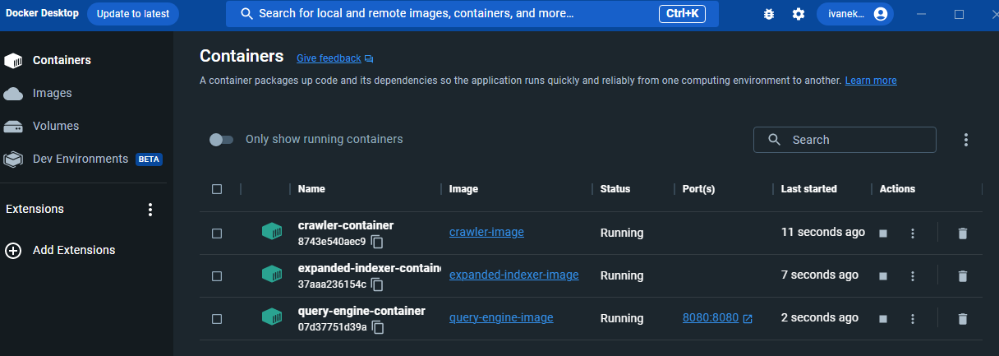 Docker Desktop Update to latest Search for local and remote images, containers, and more... Ctrl+K ivanek...
Containers
Images
Volumes
Dev Environments BETA
Extensions
Add Extensions
Containers Give feedback
A container packages up code and its dependencies so the application runs quickly and reliably from one computing environment to another. Learn more
Only show running containers Search
Name Image Status Port(s) Last started Actions
crawler-container
8743e540aec9 crawler-image Running 11 seconds ago
expanded-indexer-containe
37aaa236154c expanded-indexer-image Running 7 seconds ago
query-engine-container
07d37751d39a query-engine-image Running 8080:8080 2 seconds ago